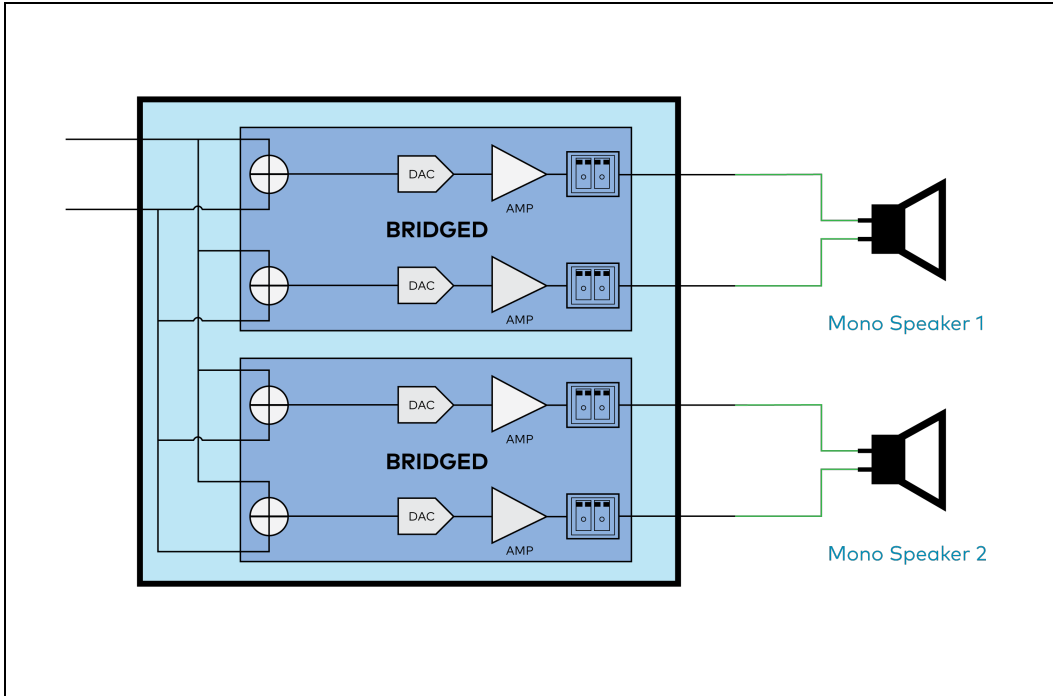 DAC
AMP
BRIDGED
DAC
AMP
Mono Speaker 1
DAC
AMP
BRIDGED
DAC
AMP
Mono Speaker 2